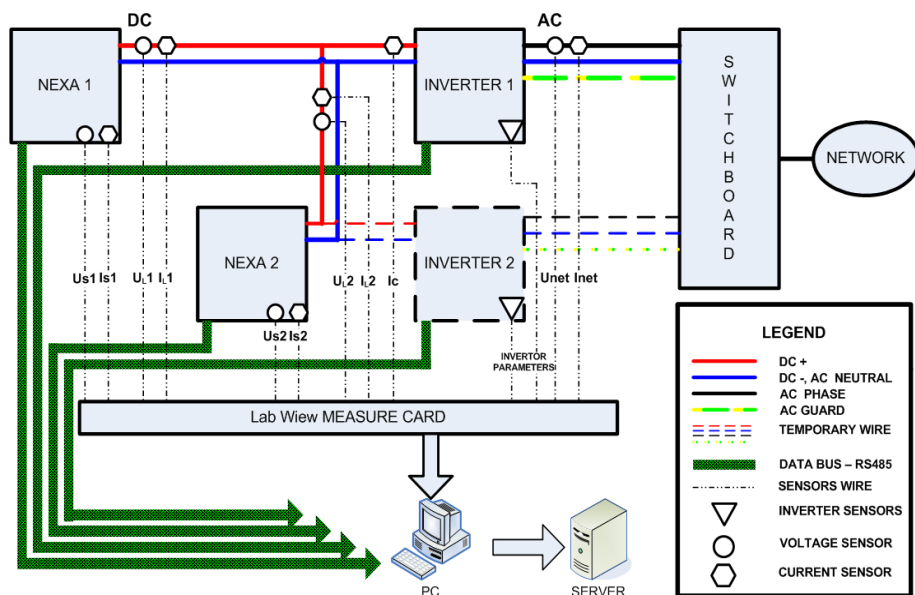 DC
AC
NEXA 1
INVERTER 1
SWITCHBOARD
NETWORK
NEXA 2
INVERTER 2
Us1
Is1
UL1
IL1
UL2
IL2
Ic
Unet
Inet
Us2
Is2
INVERTOR
PARAMETERS
Lab Wiew MEASURE CARD
PC
SERVER
LEGEND
DC +
DC -, AC NEUTRAL
AC PHASE
AC GUARD
TEMPORARY WIRE
DATA BUS – RS485
SENSORS WIRE
INVERTER SENSORS
VOLTAGE SENSOR
CURRENT SENSOR